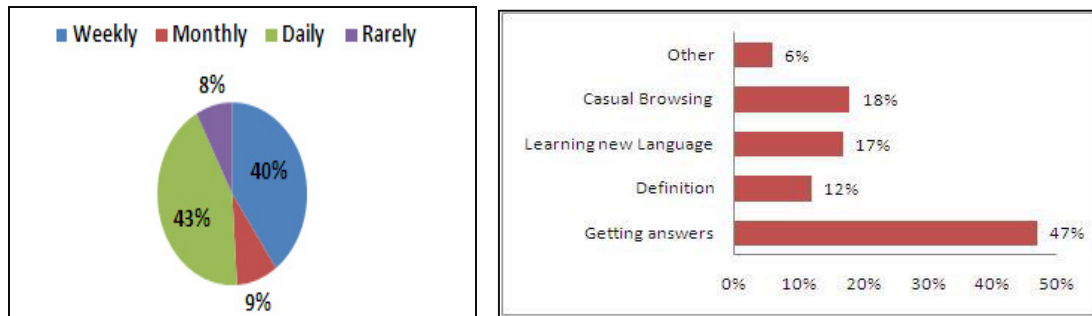 Weekly Monthly Daily Rarely
8%
40%
43%
9%
Other 6%
Casual Browsing 18%
Learning new Language 17%
Definition 12%
Getting answers 47%
0% 10% 20% 30% 40% 50%